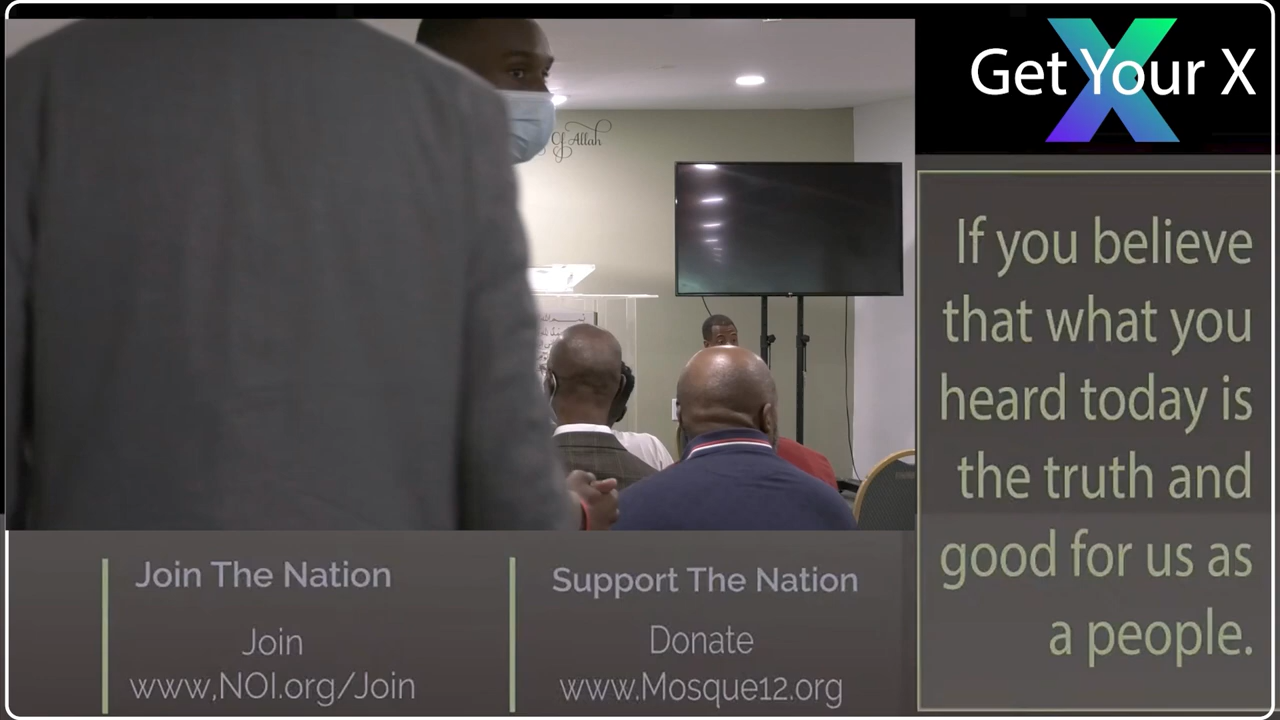 Get Your X
Of Allah
If you believe
that what you
heard today is
the truth and
good for us as
a people.
Join The Nation
Join
www,NOI.org/Join
Support The Nation
Donate
www.Mosque12.org